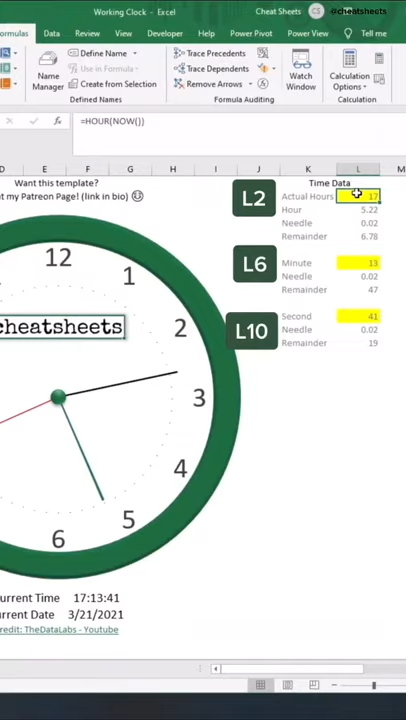 Working Clock - Excel
Cheat Sheets
CS
@cheatsheets
ormulas
Data
Review
View
Developer
Help
Power Pivot
Power View
Tell me
Name Manager
Define Name
Use in Formula
Create from Selection
Defined Names
Trace Precedents
Trace Dependents
Remove Arrows
Formula Auditing
Watch Window
Calculation Options
Calculation
fx
=HOUR(NOW())
D
E
F
G
H
I
J
K
L
Want this template?
t my Patreon Page! (link in bio)
Time Data
L2
Actual Hours 17
Hour 5.22
Needle 0.02
Remainder 6.78
L6
Minute 13
Needle 0.02
Remainder 47
L10
Second 41
Needle 0.02
Remainder 19
12
1
2
3
4
5
6
cheatsheets
urrent Time 17:13:41
urrent Date 3/21/2021
redit: TheDataLabs - Youtube